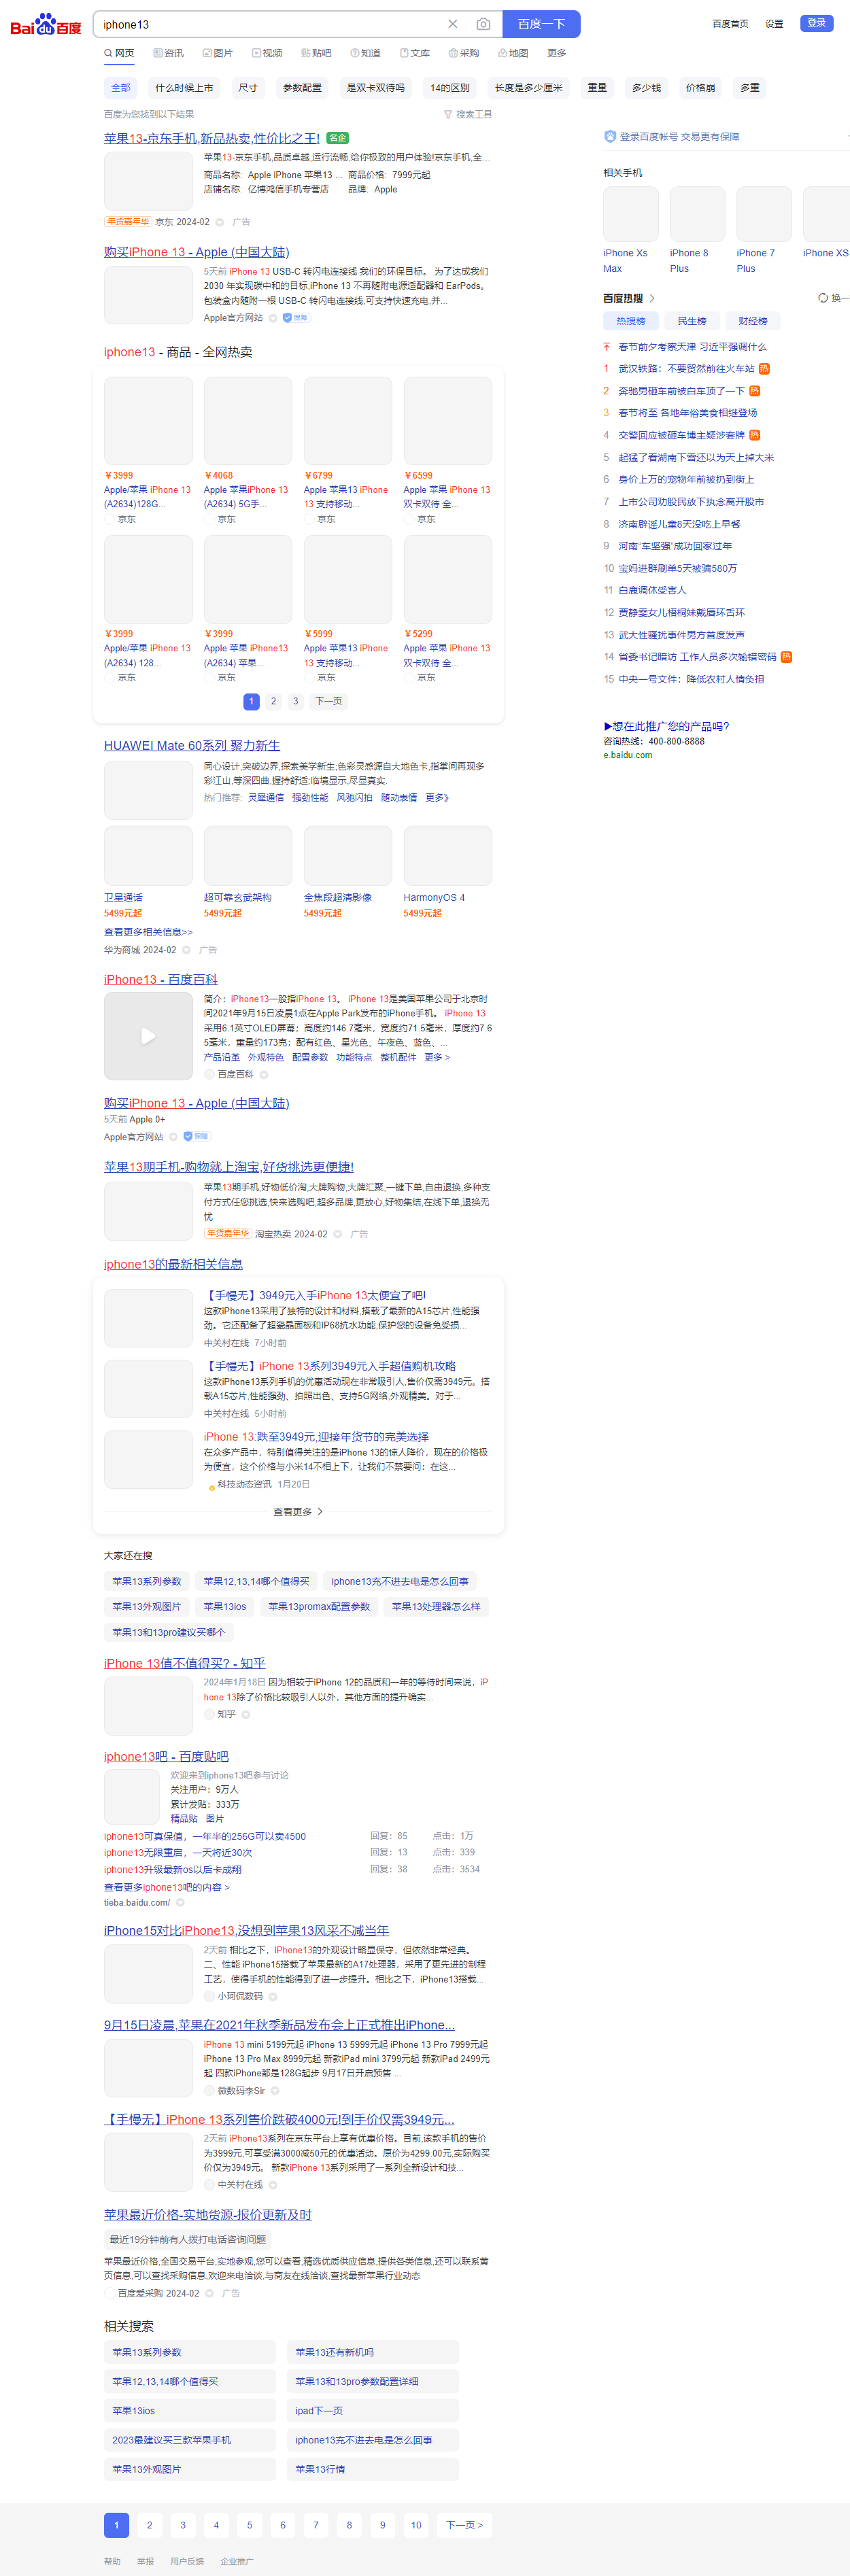 Bai du 百度
iphone13
百度一下
百度首页 设置 登录
网页 资讯 图片 视频 贴吧 知道 文库 采购 地图 更多
全部 什么时候上市 尺寸 参数配置 是双卡双待吗 14的区别 长度是多少厘米 重量 多少钱 价格崩 多重
百度为您找到以下结果
搜索工具
苹果13-京东手机,新品热卖,性价比之王! 名企
苹果13-京东手机,品质卓越,运行流畅,给你极致的用户体验!京东手机,全...
商品名称: Apple iPhone 苹果13 ... 商品价格: 7999元起
店铺名称: 亿博鸿信手机专营店 品牌: Apple
年货嘉年华 京东 2024-02 广告
购买iPhone 13 - Apple (中国大陆)
5天前 iPhone 13 USB-C 转闪电连接线 我们的环保目标。 为了达成我们
2030 年实现碳中和的目标,iPhone 13 不再随附电源适配器和 EarPods。
包装盒内随附一根 USB-C 转闪电连接线,可支持快速充电,并...
Apple官方网站 保障
iphone13 - 商品 - 全网热卖
￥3999 ￥4068 ￥6799 ￥6599
Apple/苹果 iPhone 13 Apple 苹果iPhone13 Apple 苹果13 iPhone Apple 苹果 iPhone 13
(A2634)128G... (A2634) 5G手... 13 支持移动... 双卡双待 全...
京东 京东 京东 京东
￥3999 ￥3999 ￥5999 ￥5299
Apple/苹果 iPhone 13 Apple 苹果 iPhone13 Apple 苹果13 iPhone Apple 苹果 iPhone 13
(A2634) 128... (A2634) 苹果... 13 支持移动... 双卡双待 全...
京东 京东 京东 京东
1 2 3 下一页
HUAWEI Mate 60系列 聚力新生
同心设计,突破边界,探索美学新生;色彩灵感源自大地色卡,指掌间再现多
彩江山,等深四曲,握持舒适;临境显示,尽显真实.
热门推荐: 灵犀通信 强劲性能 风驰闪拍 随动表情 更多》
卫星通话 超可靠玄武架构 全焦段超清影像 HarmonyOS 4
5499元起 5499元起 5499元起 5499元起
查看更多相关信息>>
华为商城 2024-02 广告
iPhone13 - 百度百科
简介：iPhone13一般指iPhone 13。 iPhone 13是美国苹果公司于北京时
间2021年9月15日凌晨1点在Apple Park发布的iPhone手机。 iPhone 13
采用6.1英寸OLED屏幕；高度约146.7毫米，宽度约71.5毫米，厚度约7.6
5毫米，重量约173克；配有红色、星光色、午夜色、蓝色、...
产品沿革 外观特色 配置参数 功能特点 整机配件 更多 >
百度百科
购买iPhone 13 - Apple (中国大陆)
5天前 Apple 0+
Apple官方网站 保障
苹果13期手机-购物就上淘宝,好货挑选更便捷!
苹果13期手机,好物低价淘,大牌购物,大牌汇聚,一键下单,自由退换,多种支
付方式任您挑选,快来选购吧,超多品牌,更放心,好物集结,在线下单,退换无
忧
年货嘉年华 淘宝热卖 2024-02 广告
iphone13的最新相关信息
【手慢无】3949元入手iPhone 13太便宜了吧!
这款iPhone13采用了独特的设计和材料,搭载了最新的A15芯片,性能强
劲。它还配备了超瓷晶面板和IP68抗水功能,保护您的设备免受损...
中关村在线 7小时前
【手慢无】iPhone 13系列3949元入手超值购机攻略
这款iPhone13系列手机的优惠活动现在非常吸引人,售价仅需3949元。搭
载A15芯片,性能强劲、拍照出色、支持5G网络,外观精美。对于...
中关村在线 5小时前
iPhone 13:跌至3949元,迎接年货节的完美选择
在众多产品中，特别值得关注的是iPhone 13的惊人降价，现在的价格极
为便宜，这个价格与小米14不相上下，让我们不禁要问：在这...
科技动态资讯 1月20日
查看更多 >
大家还在搜
苹果13系列参数 苹果12,13,14哪个值得买 iphone13充不进去电是怎么回事
苹果13外观图片 苹果13ios 苹果13promax配置参数 苹果13处理器怎么样
苹果13和13pro建议买哪个
iPhone 13值不值得买? - 知乎
2024年1月18日 因为相较于iPhone 12的品质和一年的等待时间来说，iP
hone 13除了价格比较吸引人以外，其他方面的提升确实...
知乎
iphone13吧 - 百度贴吧
欢迎来到iphone13吧参与讨论
关注用户：9万人
累计发贴：333万
精品贴 图片
iphone13可真保值，一年半的256G可以卖4500 回复：85 点击：1万
iphone13无限重启，一天将近30次 回复：13 点击：339
iphone13升级最新os以后卡成翔 回复：38 点击：3534
查看更多iphone13吧的内容 >
tieba.baidu.com/
iPhone15对比iPhone13,没想到苹果13风采不减当年
2天前 相比之下，iPhone13的外观设计略显保守，但依然非常经典。
二、性能 iPhone15搭载了苹果最新的A17处理器，采用了更先进的制程
工艺，使得手机的性能得到了进一步提升。相比之下，iPhone13搭载...
小珂侃数码
9月15日凌晨,苹果在2021年秋季新品发布会上正式推出iPhone...
iPhone 13 mini 5199元起 iPhone 13 5999元起 iPhone 13 Pro 7999元起
iPhone 13 Pro Max 8999元起 新款iPad mini 3799元起 新款iPad 2499元
起 四款iPhone都是128G起步 9月17日开启预售 ...
微数码李Sir
【手慢无】iPhone 13系列售价跌破4000元!到手价仅需3949元...
2天前 iPhone13系列在京东平台上享有优惠价格。目前,该款手机的售价
为3999元,可享受满3000减50元的优惠活动。原价为4299.00元,实际购买
价仅为3949元。 新款iPhone 13系列采用了一系列全新设计和技...
中关村在线
苹果最近价格-实地货源-报价更新及时
最近19分钟前有人拨打电话咨询问题
苹果最近价格,全国交易平台,实地参观,您可以查看,精选优质供应信息,提供各类信息,还可以联系黄
页信息,可以查找采购信息,欢迎来电洽谈,与商友在线洽谈,查找最新苹果行业动态
百度爱采购 2024-02 广告
相关搜索
苹果13系列参数 苹果13还有新机吗
苹果12,13,14哪个值得买 苹果13和13pro参数配置详细
苹果13ios ipad下一页
2023最建议买三款苹果手机 iphone13充不进去电是怎么回事
苹果13外观图片 苹果13行情
1 2 3 4 5 6 7 8 9 10 下一页 >
帮助 举报 用户反馈 企业推广
登录百度帐号 交易更有保障
相关手机
iPhone Xs iPhone 8 iPhone 7 iPhone XS
Max Plus Plus
百度热搜 > 换一
热搜榜 民生榜 财经榜
春节前夕考察天津 习近平强调什么
1 武汉铁路：不要贸然前往火车站 热
2 奔驰男砸车前被白车顶了一下 热
3 春节将至 各地年俗美食相继登场
4 交警回应被砸车博主疑涉套牌 热
5 起猛了看湖南下雪还以为天上掉大米
6 身价上万的宠物年前被扔到街上
7 上市公司劝股民放下执念离开股市
8 济南辟谣儿童8天没吃上早餐
9 河南“车坚强”成功回家过年
10 宝妈进群刷单5天被骗580万
11 白鹿调休受害人
12 贾静雯女儿梧桐妹戴唇环舌环
13 武大性骚扰事件男方首度发声
14 省委书记暗访 工作人员多次输错密码 热
15 中央一号文件：降低农村人情负担
▶想在此推广您的产品吗?
咨询热线：400-800-8888
e.baidu.com